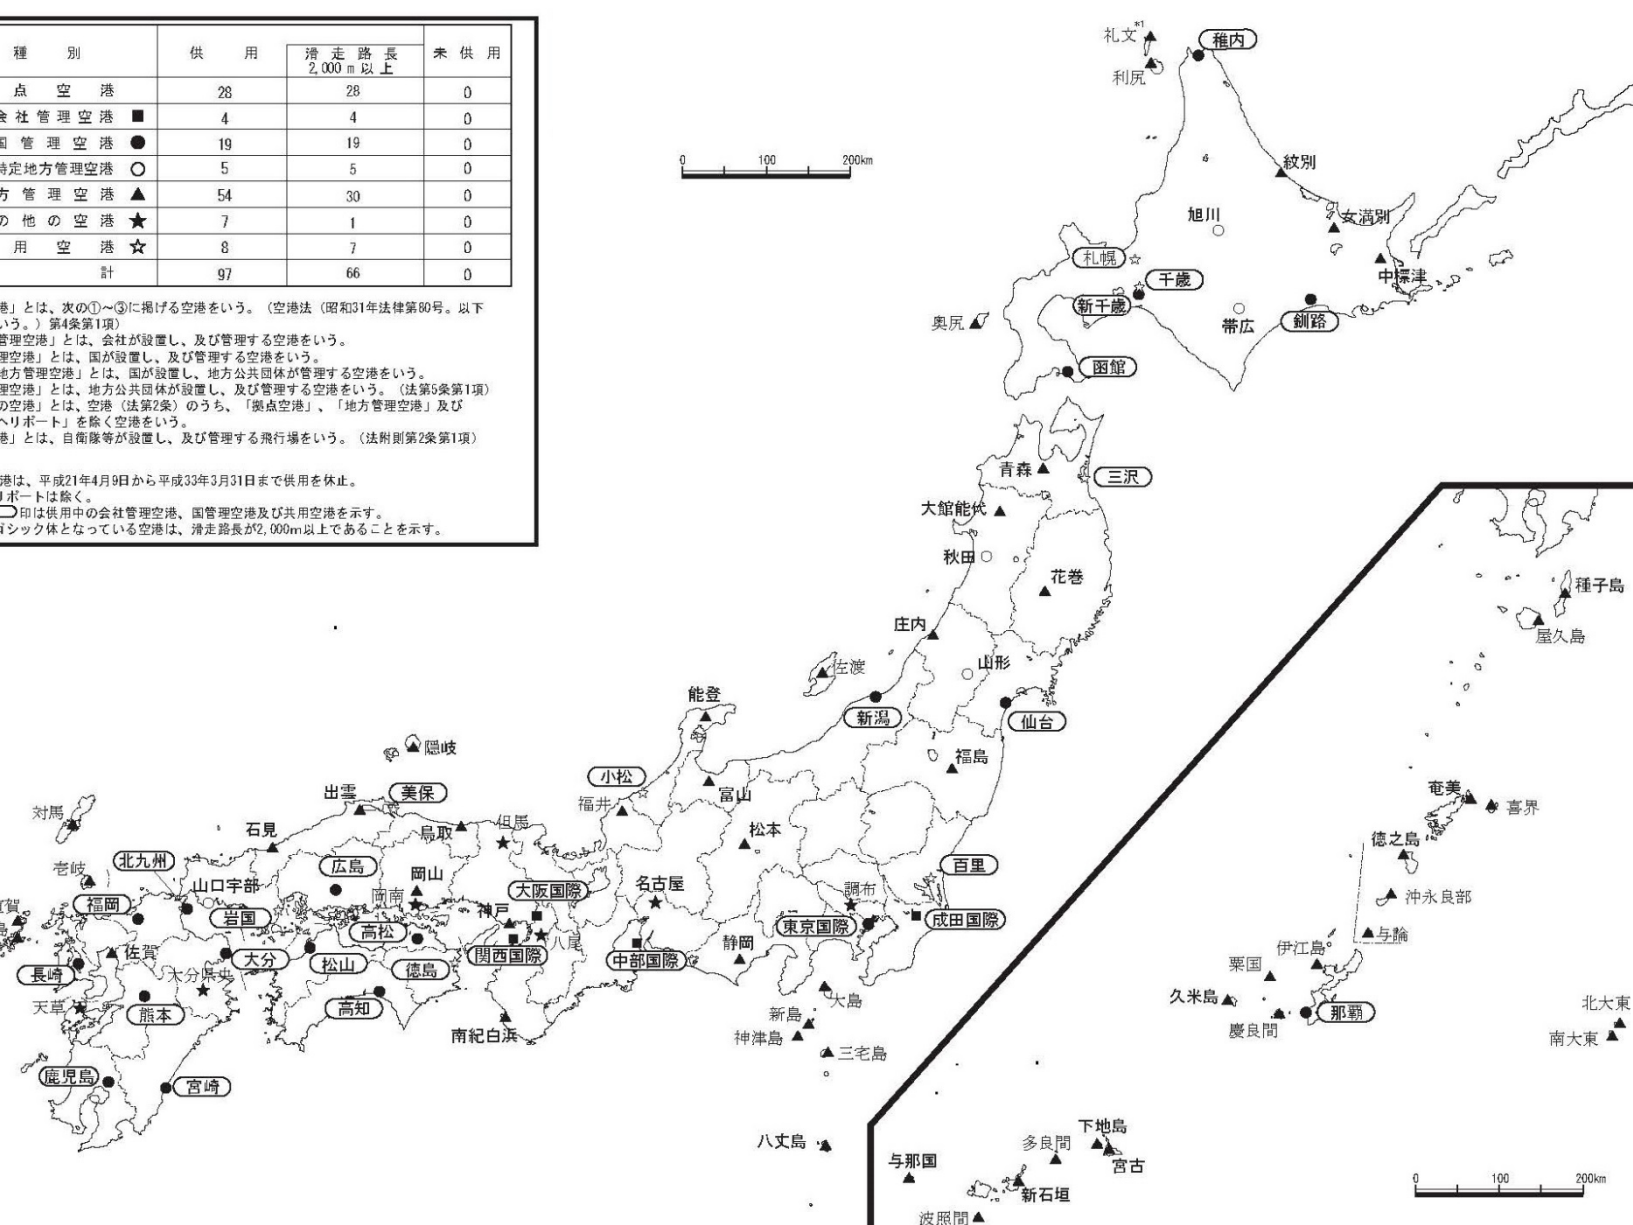 種 別 供 用 滑走路長 2,000m以上 未供用
点 空 港 28 28 0
会社管理空港 ■ 4 4 0
国管理空港 ● 19 19 0
特定地方管理空港 ○ 5 5 0
方管理空港 ▲ 54 30 0
の他の空港 ★ 7 1 0
用 空 港 ☆ 8 7 0
計 97 66 0
港」とは、次の①～③に掲げる空港をいう。（空港法（昭和31年法律第80号。以下
いう。）第4条第1項）
管理空港」とは、会社が設置し、及び管理する空港をいう。
理空港」とは、国が設置し、及び管理する空港をいう。
地方管理空港」とは、国が設置し、地方公共団体が管理する空港をいう。
理空港」とは、地方公共団体が設置し、及び管理する空港をいう。（法第5条第1項）
の空港」とは、空港（法第2条）のうち、「拠点空港」、「地方管理空港」及び
ヘリポート」を除く空港をいう。
港」とは、自衛隊等が設置し、及び管理する飛行場をいう。（法附則第2条第1項）
港は、平成21年4月9日から平成33年3月31日まで供用を休止。
リポートは除く。
印は供用中の会社管理空港、国管理空港及び共用空港を示す。
ゴシック体となっている空港は、滑走路長が2,000m以上であることを示す。
0 100 200km
礼文 *1
稚内
利尻
紋別
旭川
女満別
札幌
中標津
千歳
新千歳
帯広
釧路
奥尻
函館
青森
三沢
大館能代
秋田
花巻
庄内
山形
佐渡
新潟
仙台
能登
福島
隠岐
小松
出雲
美保
福井
富山
対馬
石見
鳥取
但馬
松本
北九州
広島
百里
壱岐
山口宇部
岡山
岡南
大阪国際
名古屋
調布
福岡
岩国
神戸
東京国際
成田国際
高松
八尾
静岡
佐賀
大分
松山
徳島
関西国際
中部国際
長崎
大分県央
天草
熊本
高知
南紀白浜
大島
新島
神津島
三宅島
鹿児島
宮崎
八丈島
種子島
屋久島
奄美
喜界
徳之島
沖永良部
与論
伊江島
粟国
久米島
慶良間
那覇
北大東
南大東
下地島
多良間
宮古
与那国
新石垣
波照間
0 100 200km